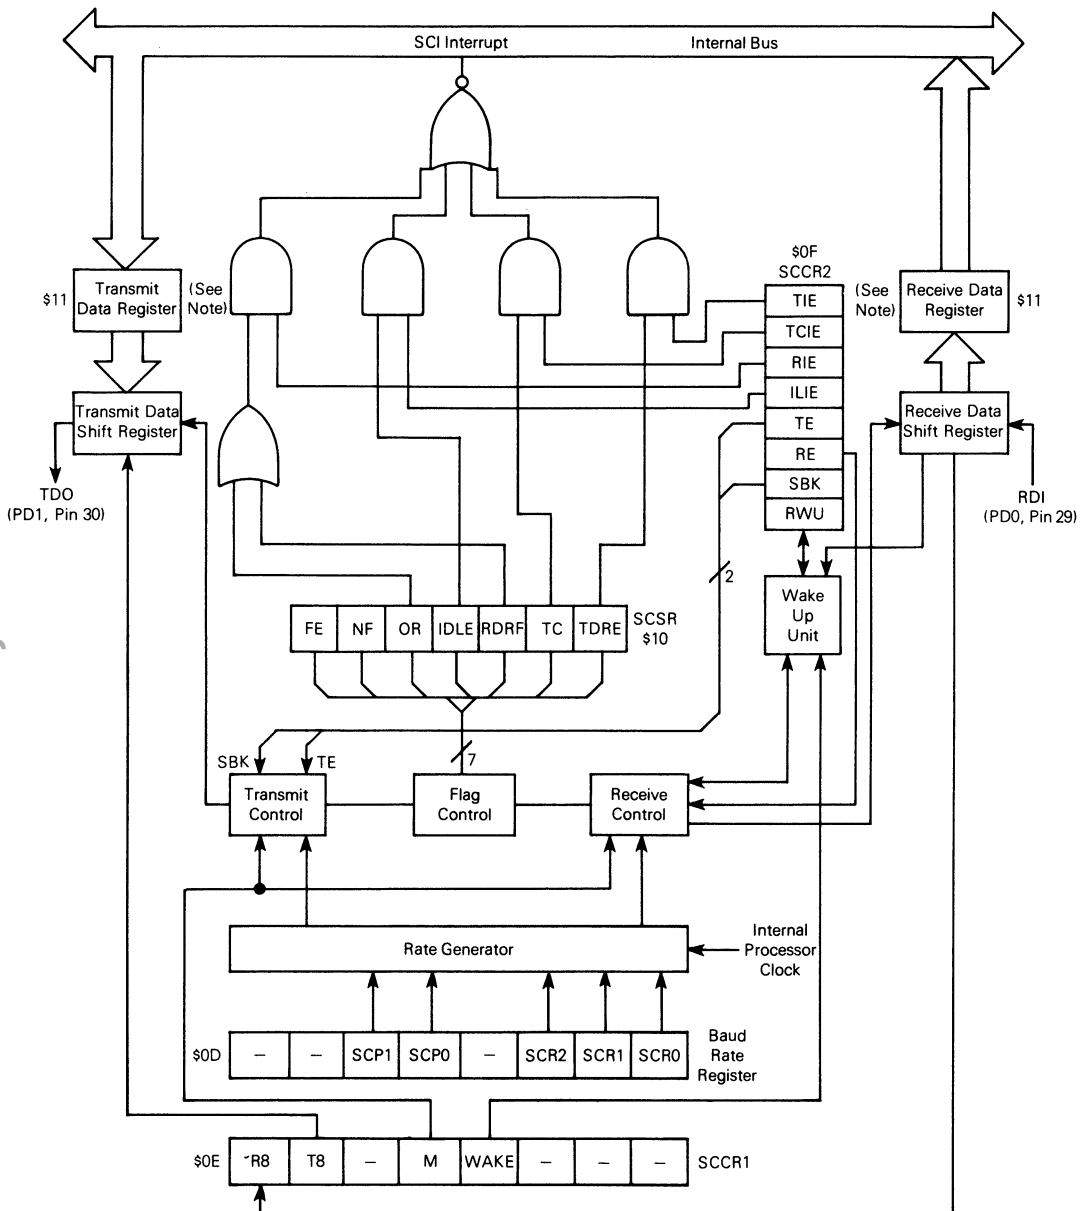 SCI Interrupt
Internal Bus
$0F
SCCR2
$11
Transmit
Data Register
(See
Note)
TIE
TCIE
RIE
ILIE
TE
RE
SBK
RWU
(See
Note)
Receive Data
Register
$11
Transmit Data
Shift Register
Receive Data
Shift Register
TDO
(PD1, Pin 30)
RDI
(PD0, Pin 29)
2
Wake
Up
Unit
FE
NF
OR
IDLE
RDRF
TC
TDRE
SCSR
$10
7
SBK
TE
Transmit
Control
Flag
Control
Receive
Control
Rate Generator
Internal
Processor
Clock
$0D
–
–
SCP1
SCP0
–
SCR2
SCR1
SCR0
Baud
Rate
Register
$0E
R8
T8
–
M
WAKE
–
–
–
SCCR1